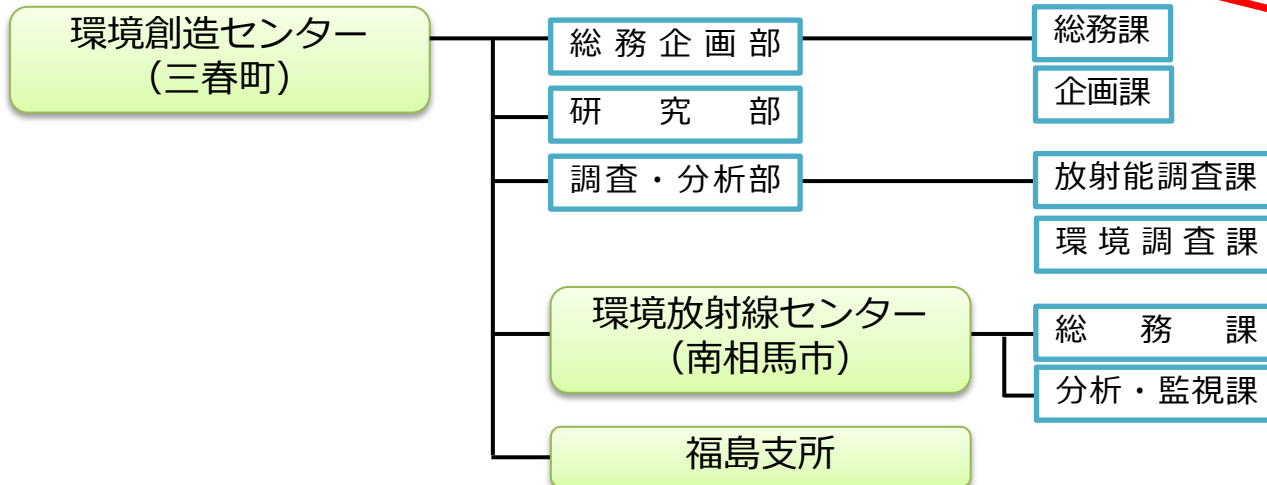 環境創造センター
（三春町）
総務企画部
総務課
企画課
研究部
調査・分析部
放射能調査課
環境調査課
環境放射線センター
（南相馬市）
総務課
分析・監視課
福島支所